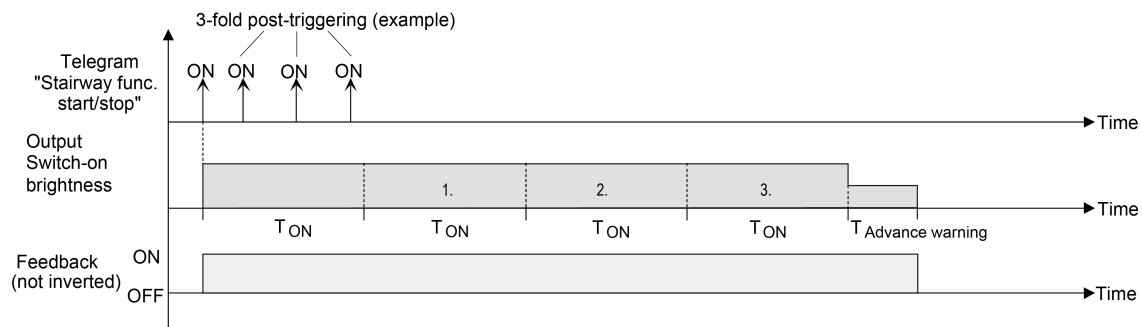 3-fold post-triggering (example)
Telegram
"Stairway func.
start/stop"
ON ON ON ON
Time
Output
Switch-on
brightness
1. 2. 3.
Time
T ON T ON T ON T ON T Advance warning
Feedback
(not inverted)
ON
OFF
Time